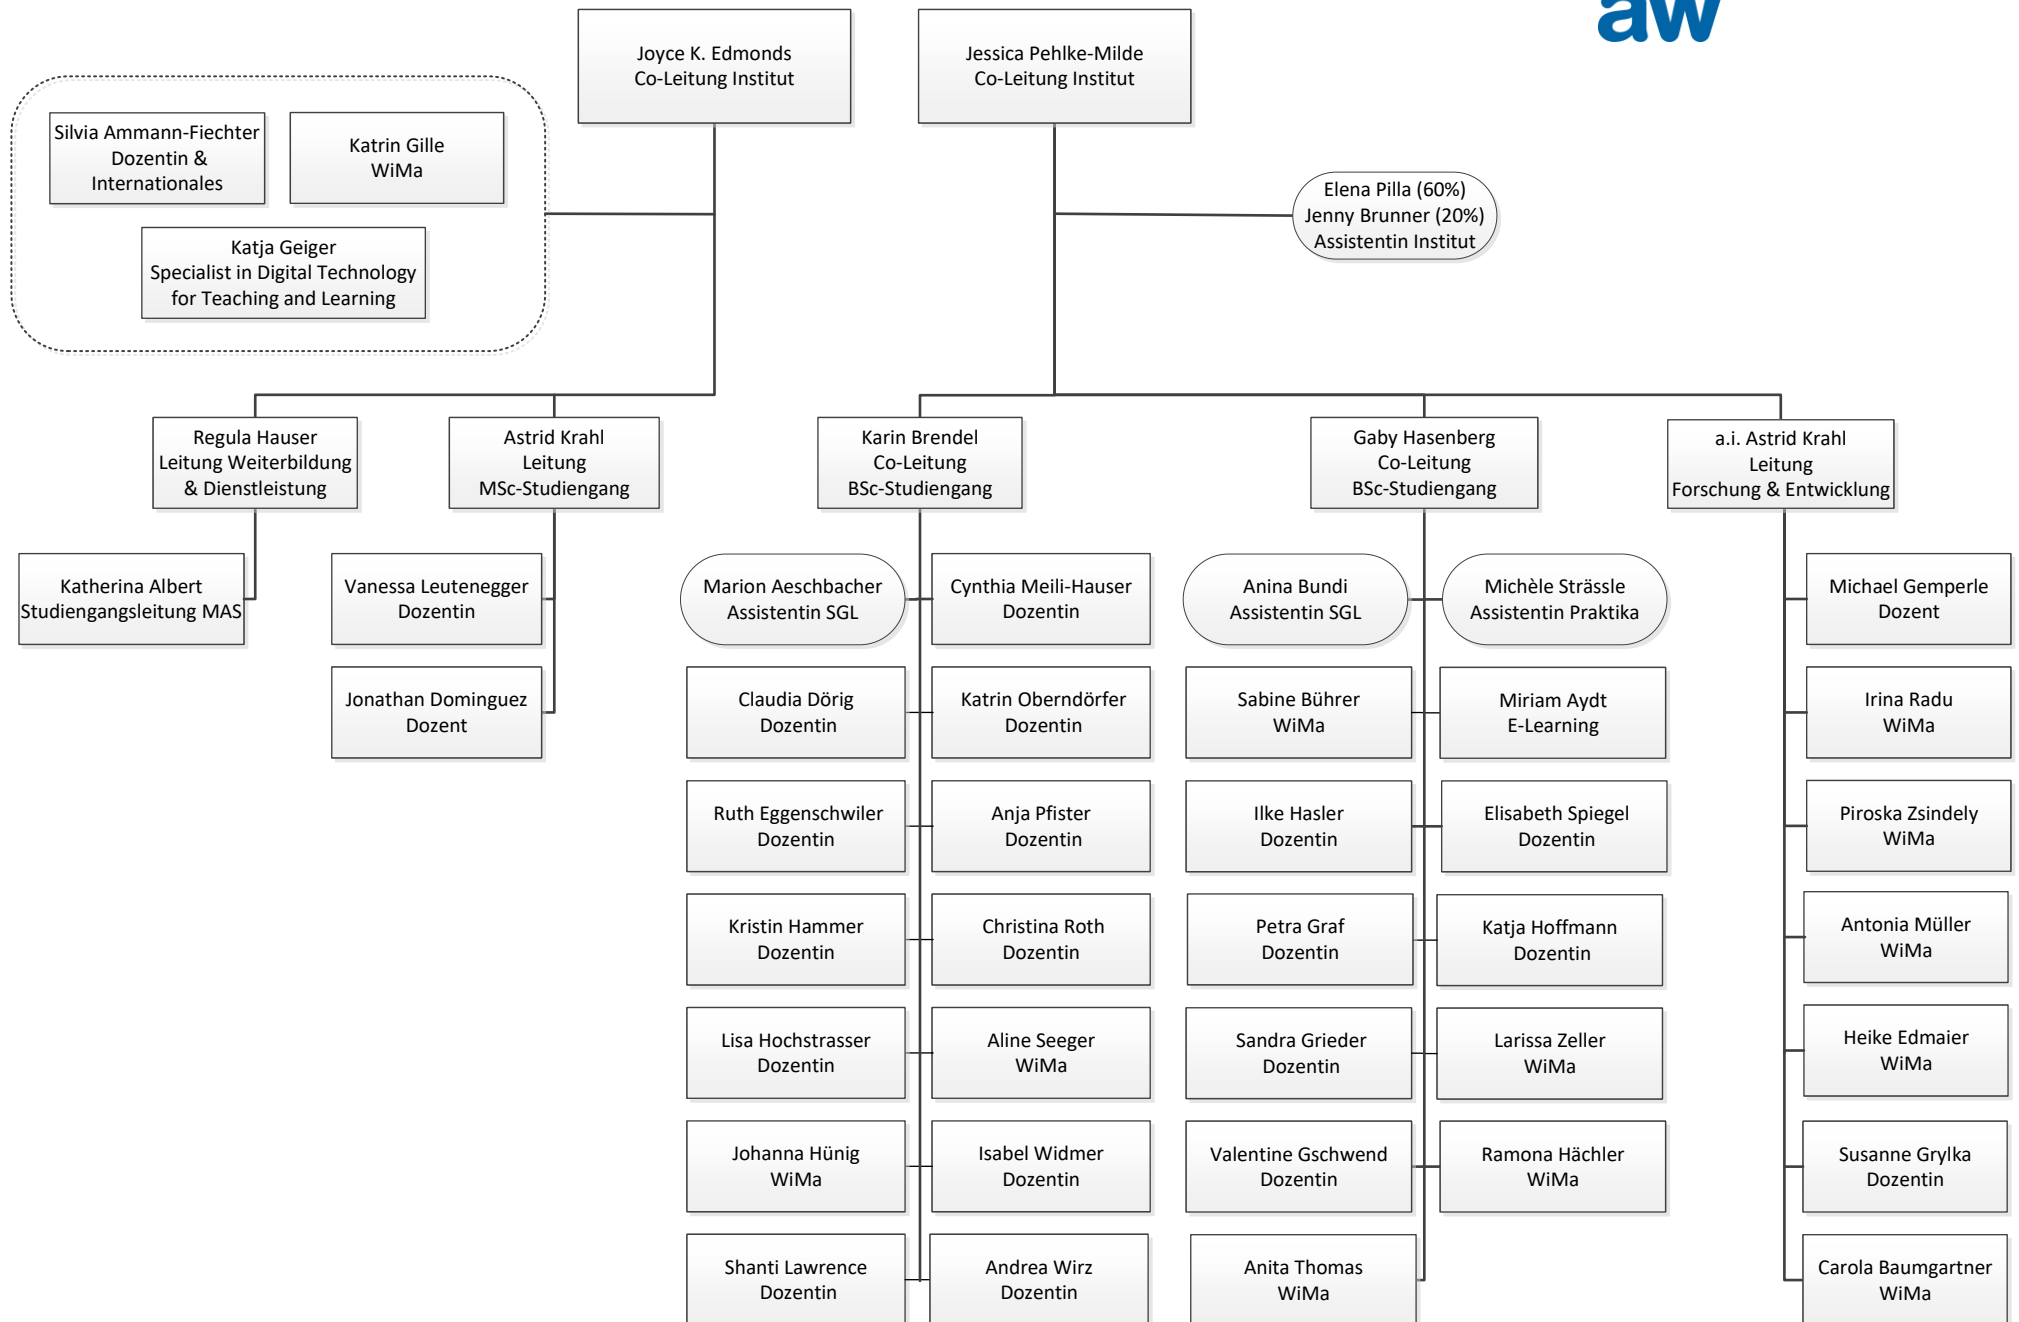 aw
Joyce K. Edmonds
Co-Leitung Institut
Jessica Pehlke-Milde
Co-Leitung Institut
Silvia Ammann-Fiechter
Dozentin &
Internationales
Katrin Gille
WiMa
Katja Geiger
Specialist in Digital Technology
for Teaching and Learning
Elena Pilla (60%)
Jenny Brunner (20%)
Assistentin Institut
Regula Hauser
Leitung Weiterbildung
& Dienstleistung
Astrid Krahl
Leitung
MSc-Studiengang
Karin Brendel
Co-Leitung
BSc-Studiengang
Gaby Hasenberg
Co-Leitung
BSc-Studiengang
a.i. Astrid Krahl
Leitung
Forschung & Entwicklung
Katherina Albert
Studiengangsleitung MAS
Vanessa Leutenegger
Dozentin
Jonathan Dominguez
Dozent
Marion Aeschbacher
Assistentin SGL
Cynthia Meili-Hauser
Dozentin
Claudia Dörig
Dozentin
Katrin Oberndörfer
Dozentin
Ruth Eggenschwiler
Dozentin
Anja Pfister
Dozentin
Kristin Hammer
Dozentin
Christina Roth
Dozentin
Lisa Hochstrasser
Dozentin
Aline Seeger
WiMa
Johanna Hünig
WiMa
Isabel Widmer
Dozentin
Shanti Lawrence
Dozentin
Andrea Wirz
Dozentin
Anina Bundi
Assistentin SGL
Michèle Strässle
Assistentin Praktika
Sabine Bührer
WiMa
Miriam Aydt
E-Learning
Ilke Hasler
Dozentin
Elisabeth Spiegel
Dozentin
Petra Graf
Dozentin
Katja Hoffmann
Dozentin
Sandra Grieder
Dozentin
Larissa Zeller
WiMa
Valentine Gschwend
Dozentin
Ramona Hächler
WiMa
Anita Thomas
WiMa
Michael Gemperle
Dozent
Irina Radu
WiMa
Piroska Zsindely
WiMa
Antonia Müller
WiMa
Heike Edmaier
WiMa
Susanne Grylka
Dozentin
Carola Baumgartner
WiMa